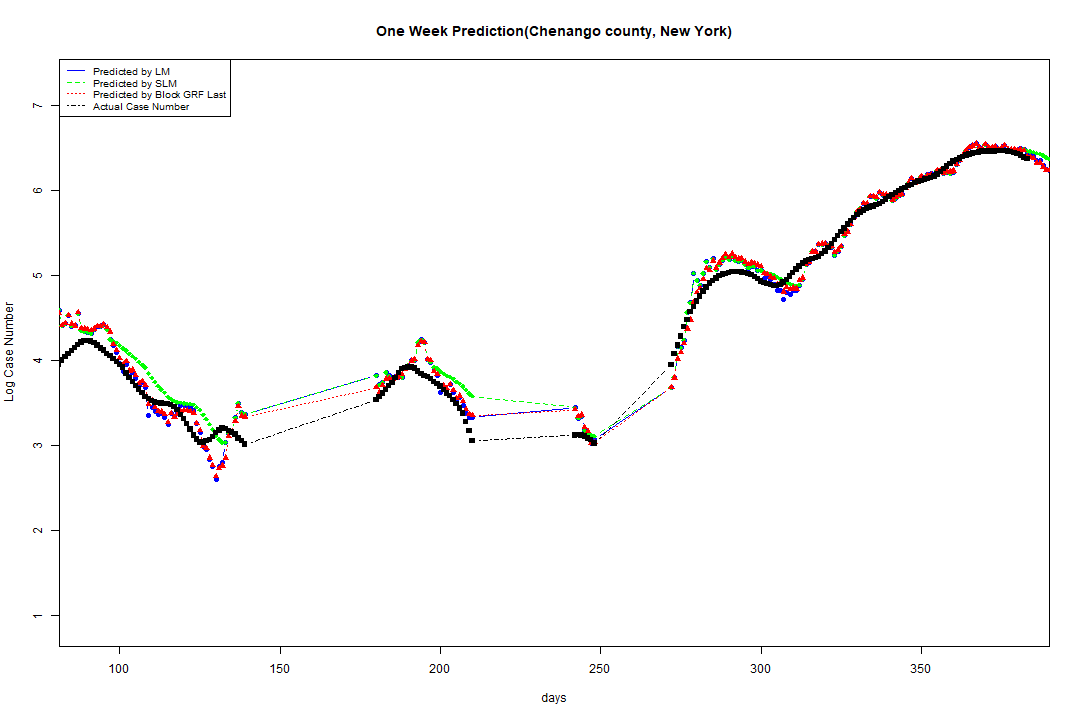 One Week Prediction(Chenango county, New York)
Predicted by LM
Predicted by SLM
Predicted by Block GRF Last
Actual Case Number
7
6
5
4
3
2
1
Log Case Number
100 150 200 250 300 350
days